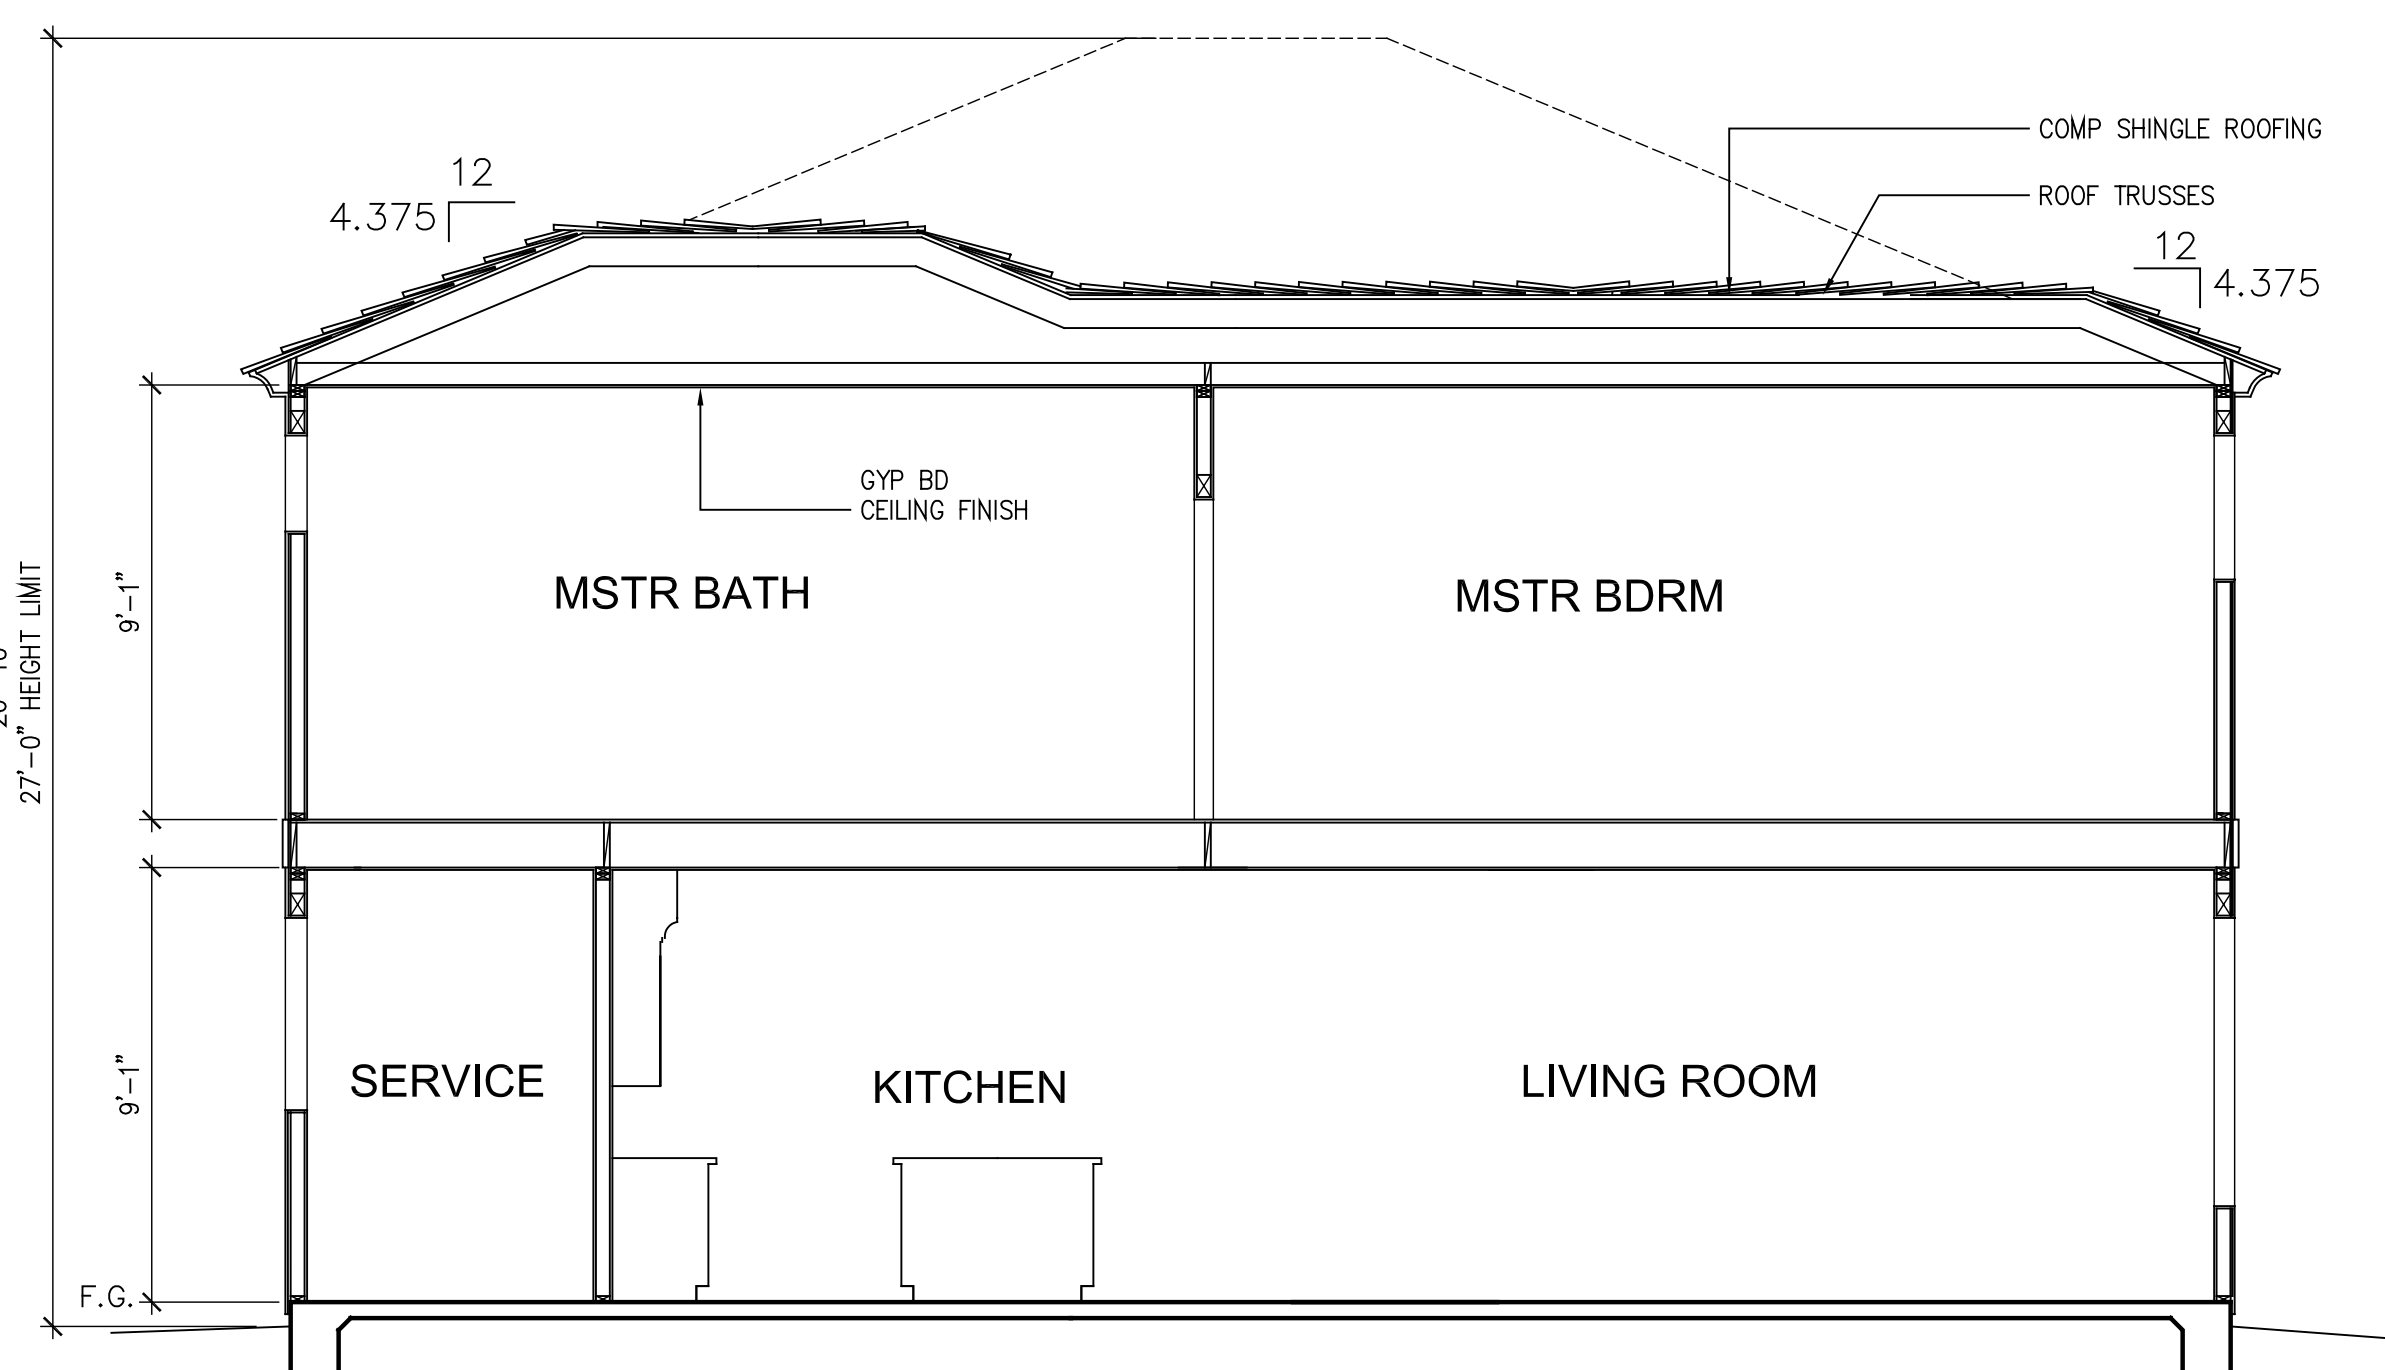 COMP SHINGLE ROOFING
12
4.375
ROOF TRUSSES
12
4.375
GYP BD
CEILING FINISH
27'-0" HEIGHT LIMIT
9'-1"
MSTR BATH
MSTR BDRM
9'-1"
SERVICE
KITCHEN
LIVING ROOM
F.G.